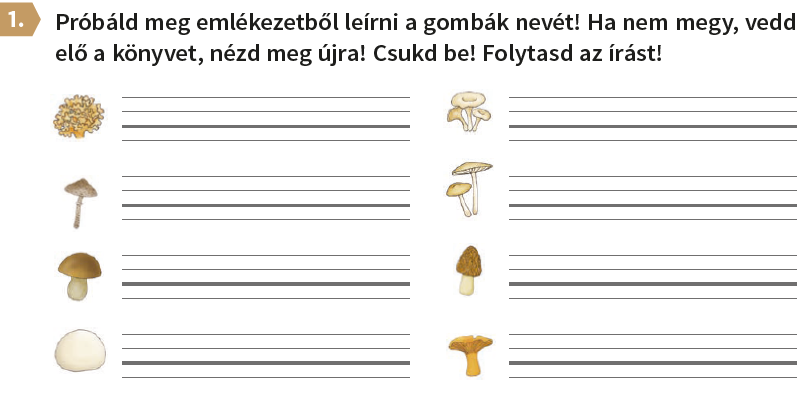 1.
Próbáld meg emlékezetből leírni a gombák nevét! Ha nem megy, vedd
elő a könyvet, nézd meg újra! Csukd be! Folytasd az írást!